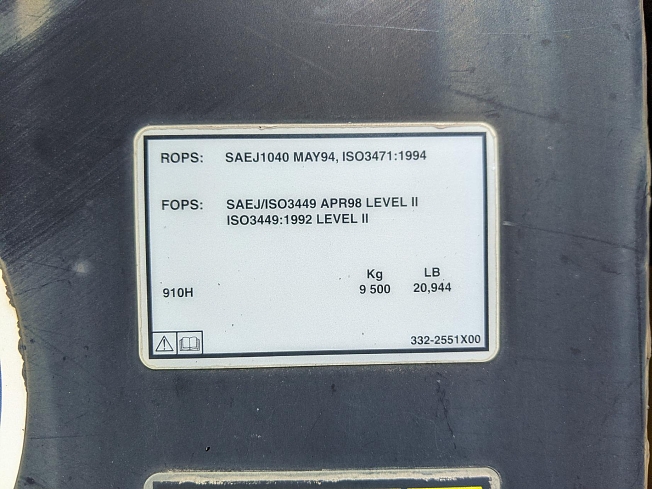 ROPS: SAEJ1040 MAY94, ISO3471:1994
FOPS: SAEJ/ISO3449 APR98 LEVEL II
ISO3449:1992 LEVEL II
Kg LB
910H 9 500 20,944
332-2551X00